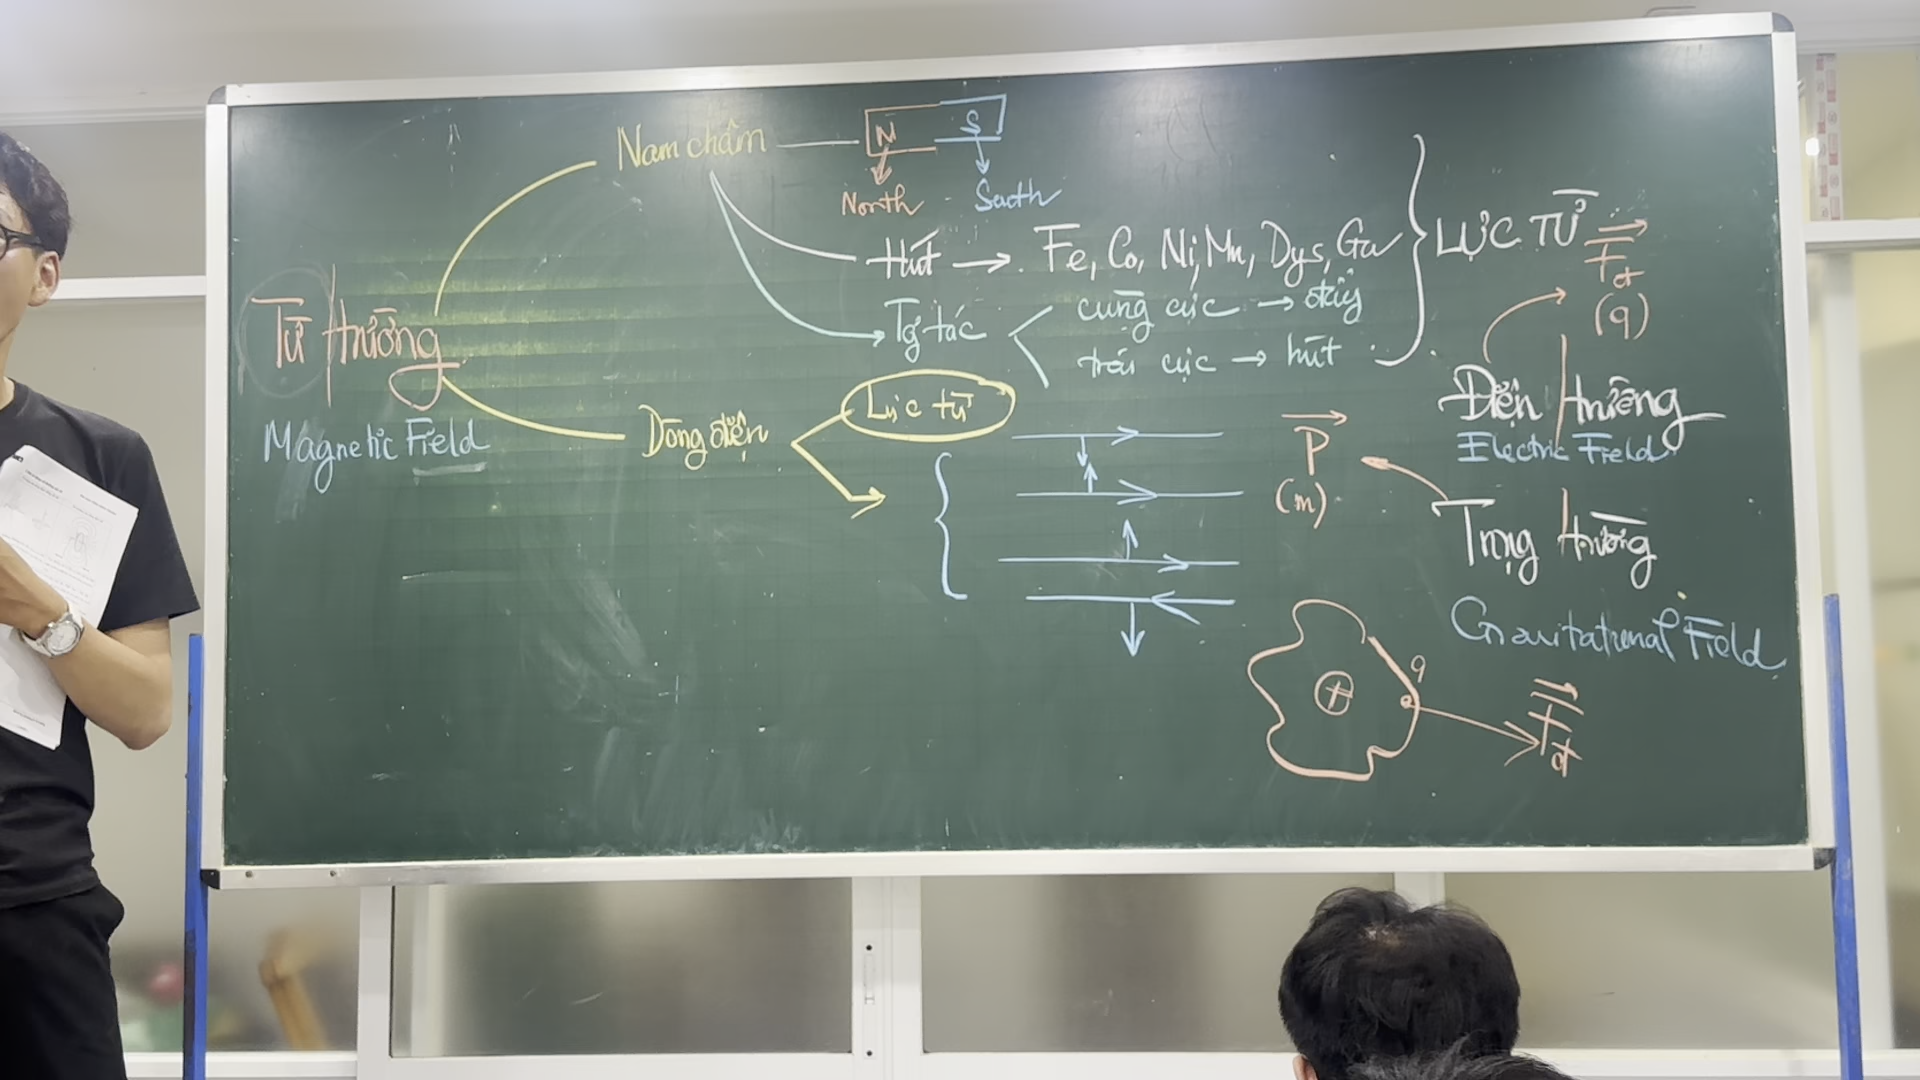 Nam châm
N S
North South
Hút → Fe, Co, Ni, Mn, Dys, Ga
Tg tác
cùng cực → đẩy
trái cực → hút
LỰC TỪ
F đ
(q)
Từ trường
Magnetic Field
Dòng điện
Lực từ
P
(m)
Điện trường
Electric Field
Trọng trường
Gravitational Field
+
q
F đ